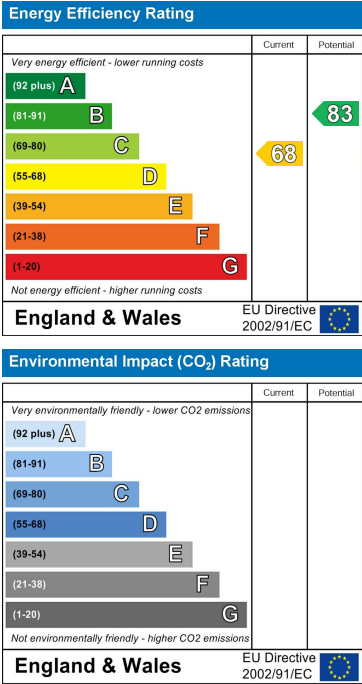 Energy Efficiency Rating
Current Potential
Very energy efficient - lower running costs
(92 plus) A
(81-91) B
83
(69-80) C
68
(55-68) D
(39-54) E
(21-38) F
(1-20) G
Not energy efficient - higher running costs
England & Wales
EU Directive
2002/91/EC
Environmental Impact (CO₂) Rating
Current Potential
Very environmentally friendly - lower CO2 emissions
(92 plus) A
(81-91) B
(69-80) C
(55-68) D
(39-54) E
(21-38) F
(1-20) G
Not environmentally friendly - higher CO2 emissions
England & Wales
EU Directive
2002/91/EC